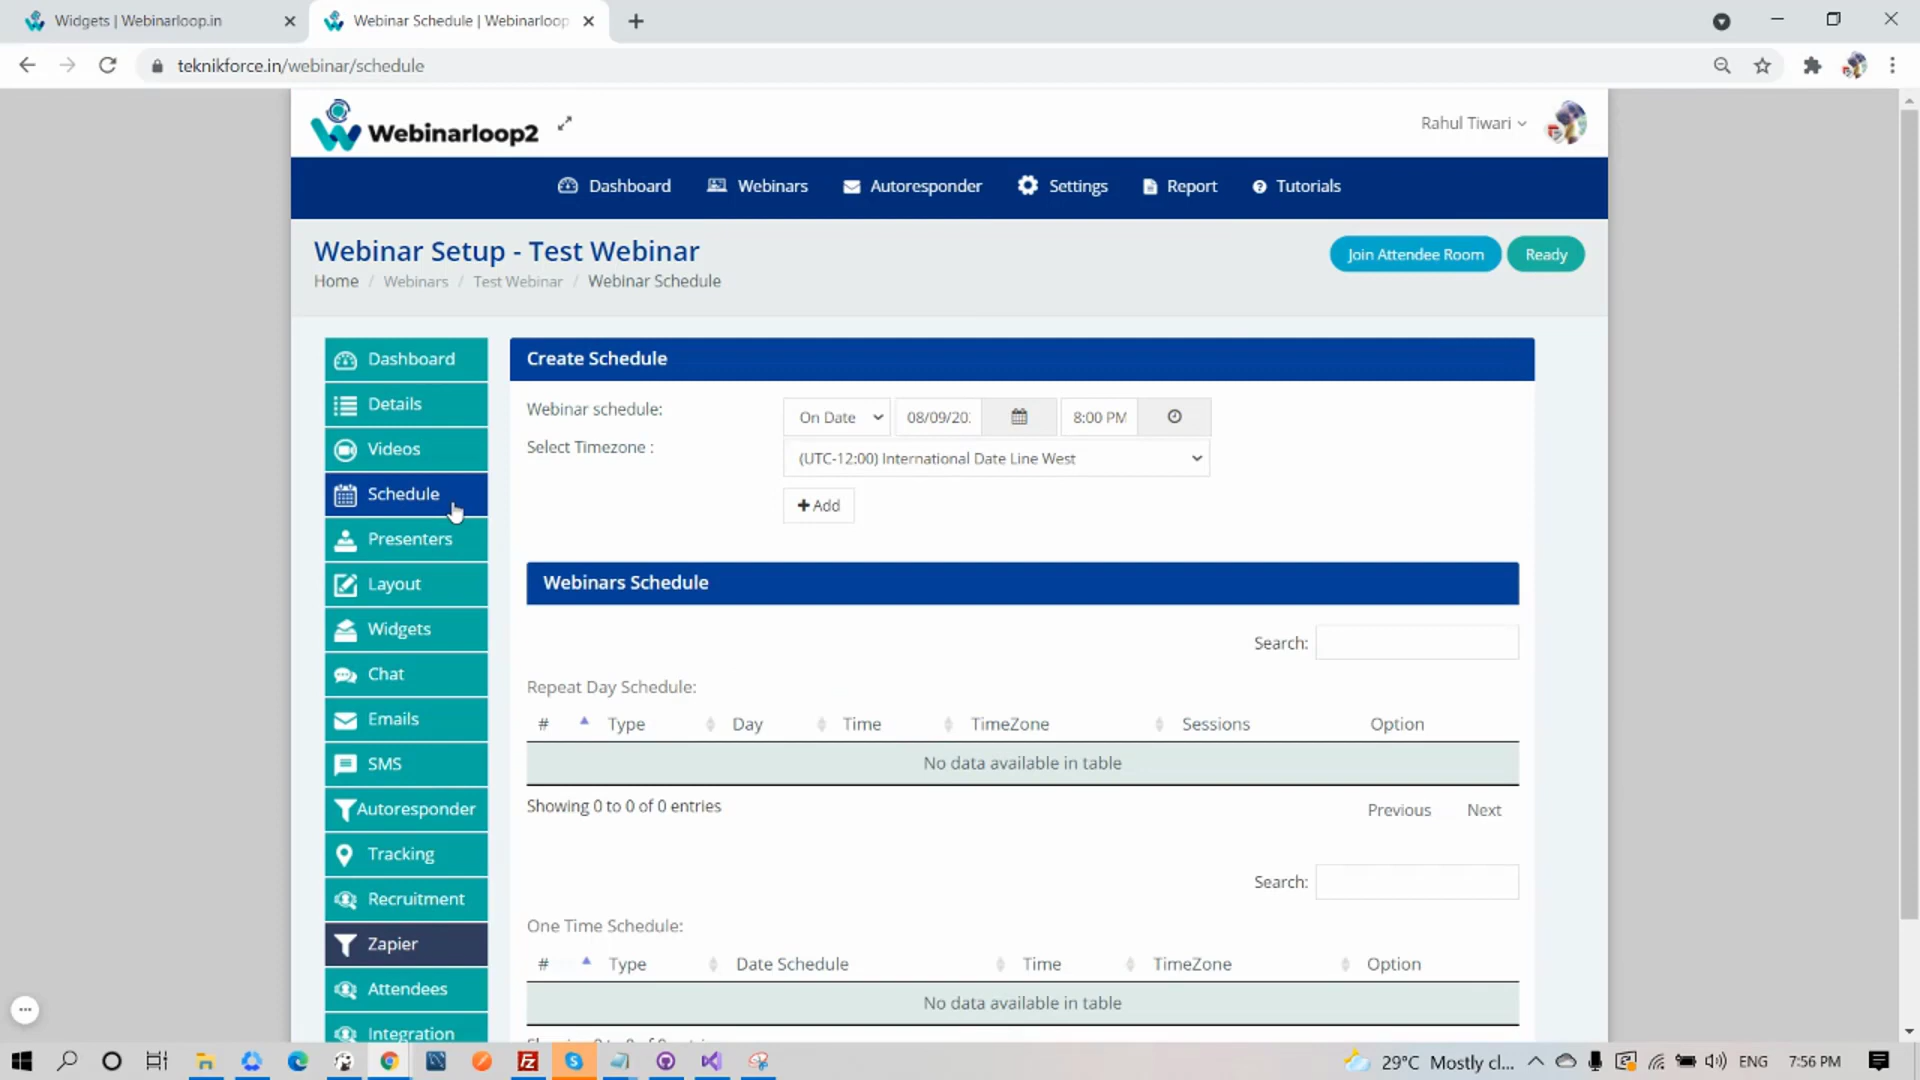 Widgets | Webinarloop.in
Webinar Schedule | Webinarloop
teknikforce.in/webinar/schedule
Webinarloop2
Rahul Tiwari
Dashboard
Webinars
Autoresponder
Settings
Report
Tutorials
Webinar Setup - Test Webinar
Join Attendee Room
Ready
Home / Webinars / Test Webinar / Webinar Schedule
Dashboard
Details
Videos
Schedule
Presenters
Layout
Widgets
Chat
Emails
SMS
Autoresponder
Tracking
Recruitment
Zapier
Attendees
Integration
Create Schedule
Webinar schedule:
On Date
08/09/20
8:00 PM
Select Timezone :
(UTC-12:00) International Date Line West
+ Add
Webinars Schedule
Search:
Repeat Day Schedule:
# Type Day Time TimeZone Sessions Option
No data available in table
Showing 0 to 0 of 0 entries
Previous Next
Search:
One Time Schedule:
# Type Date Schedule Time TimeZone Option
No data available in table
29°C Mostly cl...
ENG
7:56 PM